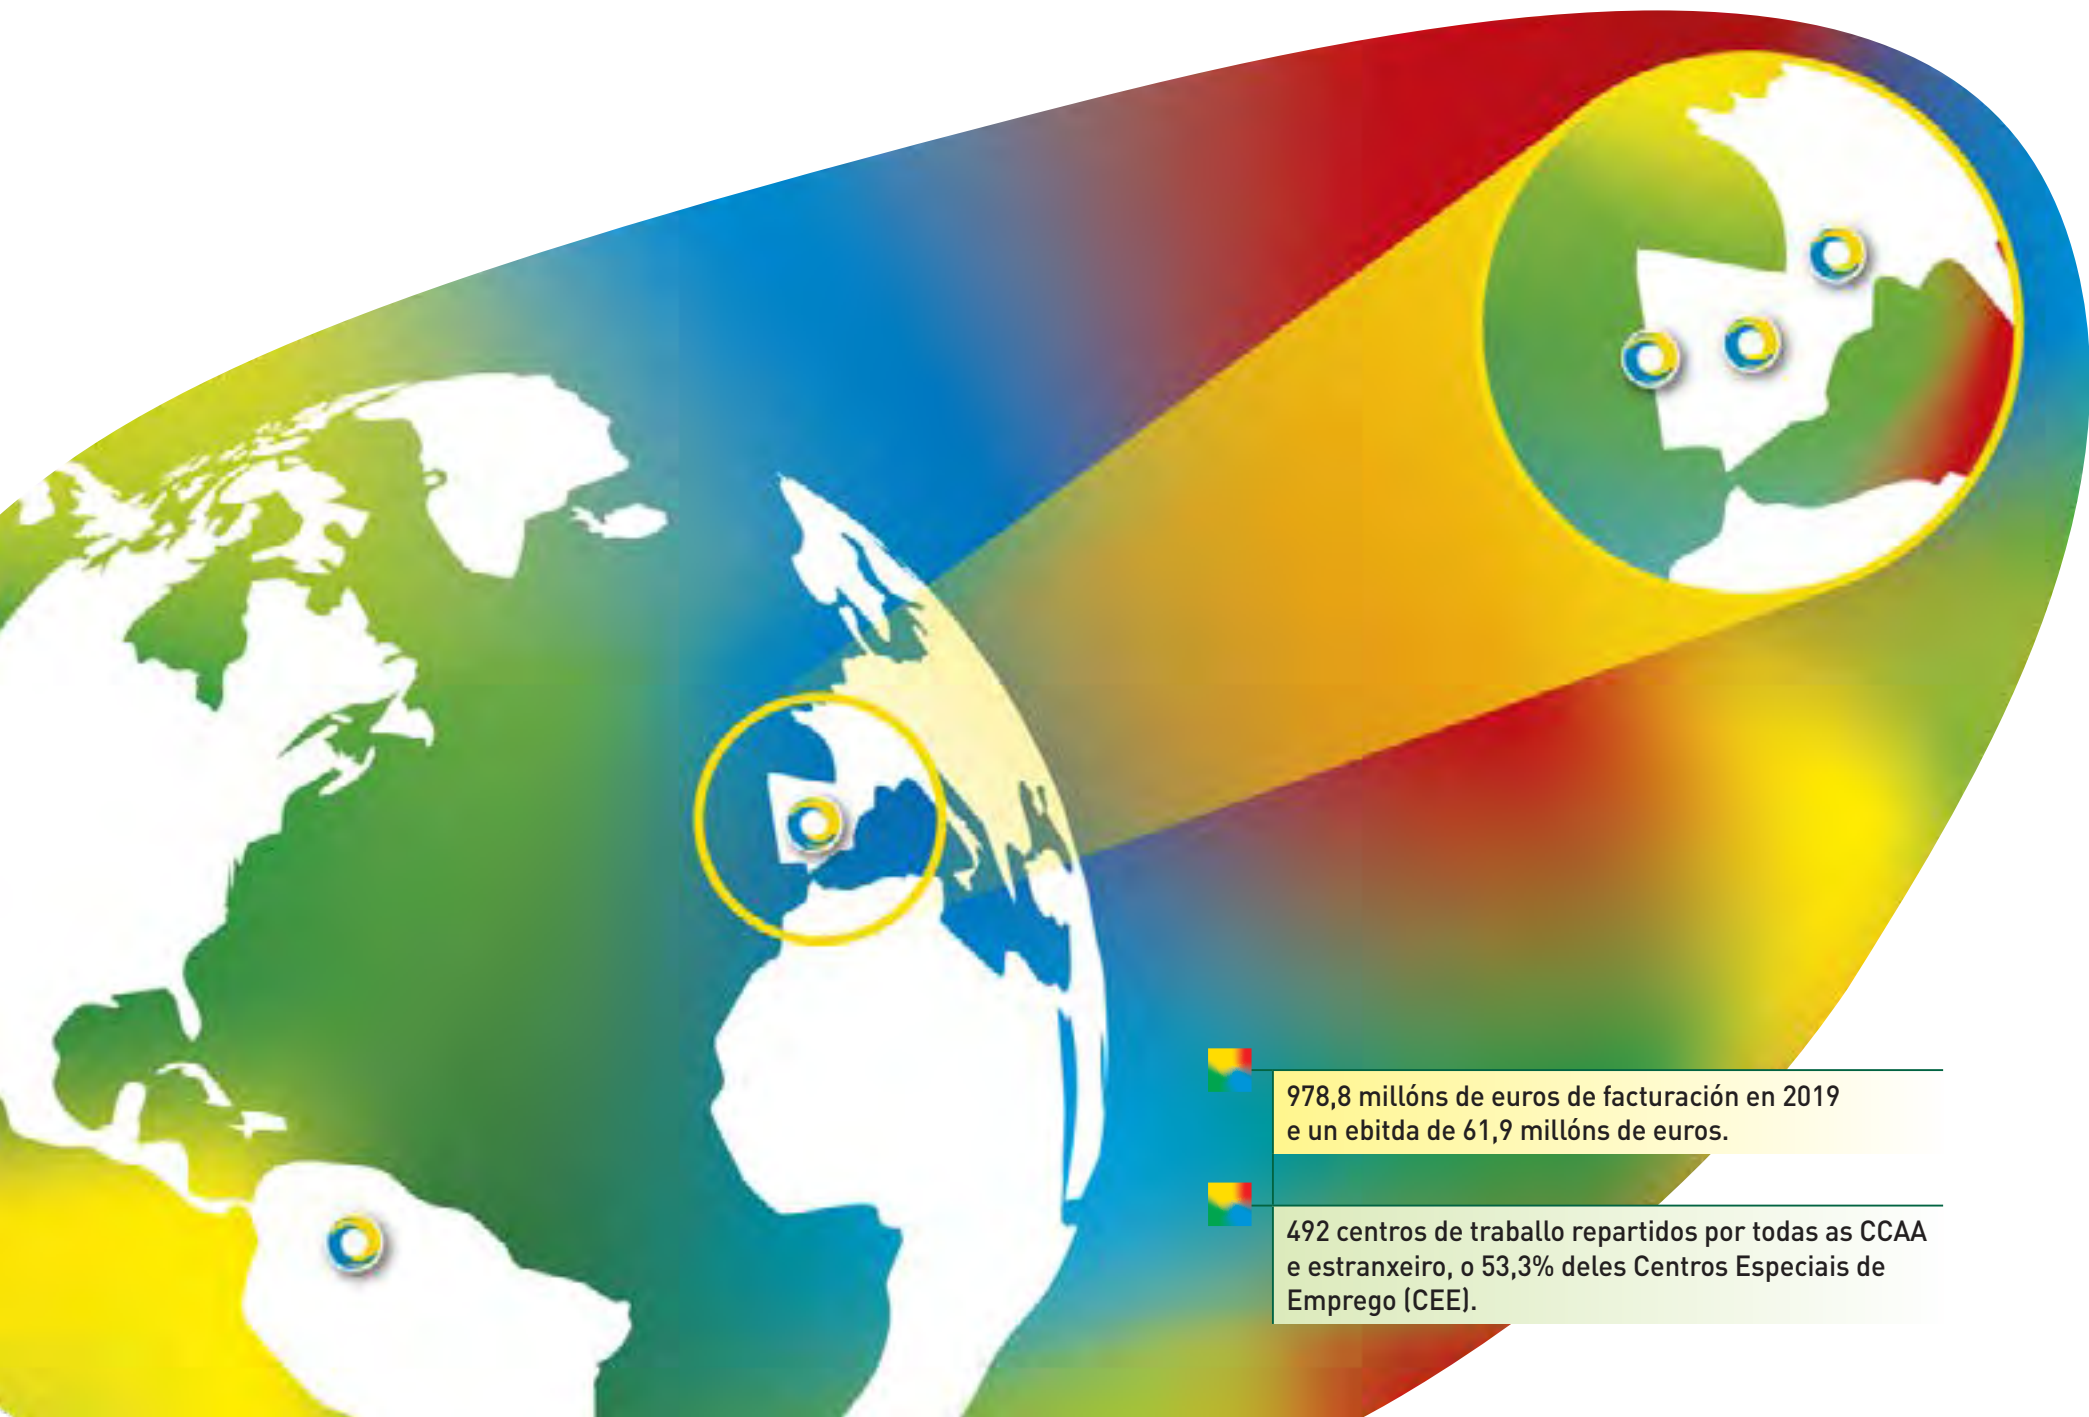 978,8 millóns de euros de facturación en 2019
e un ebitda de 61,9 millóns de euros.
492 centros de traballo repartidos por todas as CCAA
e estranxeiro, o 53,3% deles Centros Especiais de
Emprego (CEE).